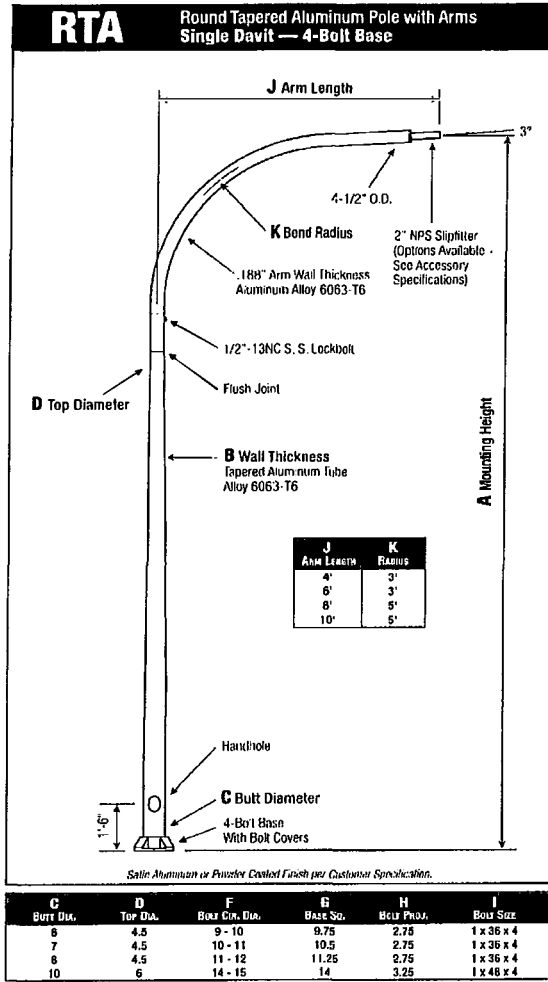 RTA
Round Tapered Aluminum Pole with Arms
Single Davit — 4-Bolt Base
J Arm Length
3°
4-1/2" O.D.
K Bend Radius
2" NPS Slipfitter
(Options Available -
See Accessory
Specifications)
.188" Arm Wall Thickness
Aluminum Alloy 6063-T6
1/2"-13NC S. S. Lockbolt
Flush Joint
D Top Diameter
B Wall Thickness
Tapered Aluminum Tube
Alloy 6063-T6
A Mounting Height
J K
ARM LENGTH RADIUS
4' 3'
6' 3'
8' 5'
10' 5'
Handhole
C Butt Diameter
1'-6"
4-Bolt Base
With Bolt Covers
Satin Aluminum or Powder Coated Finish per Customer Specification.
C D F G H I
BUTT DIA. TOP DIA. BOLT CIR. DIA. BASE SQ. BOLT PROJ. BOLT SIZE
6 4.5 9 - 10 9.75 2.75 1 x 36 x 4
7 4.5 10 - 11 10.5 2.75 1 x 36 x 4
8 4.5 11 - 12 11.25 2.75 1 x 36 x 4
10 6 14 - 15 14 3.25 1 x 48 x 4